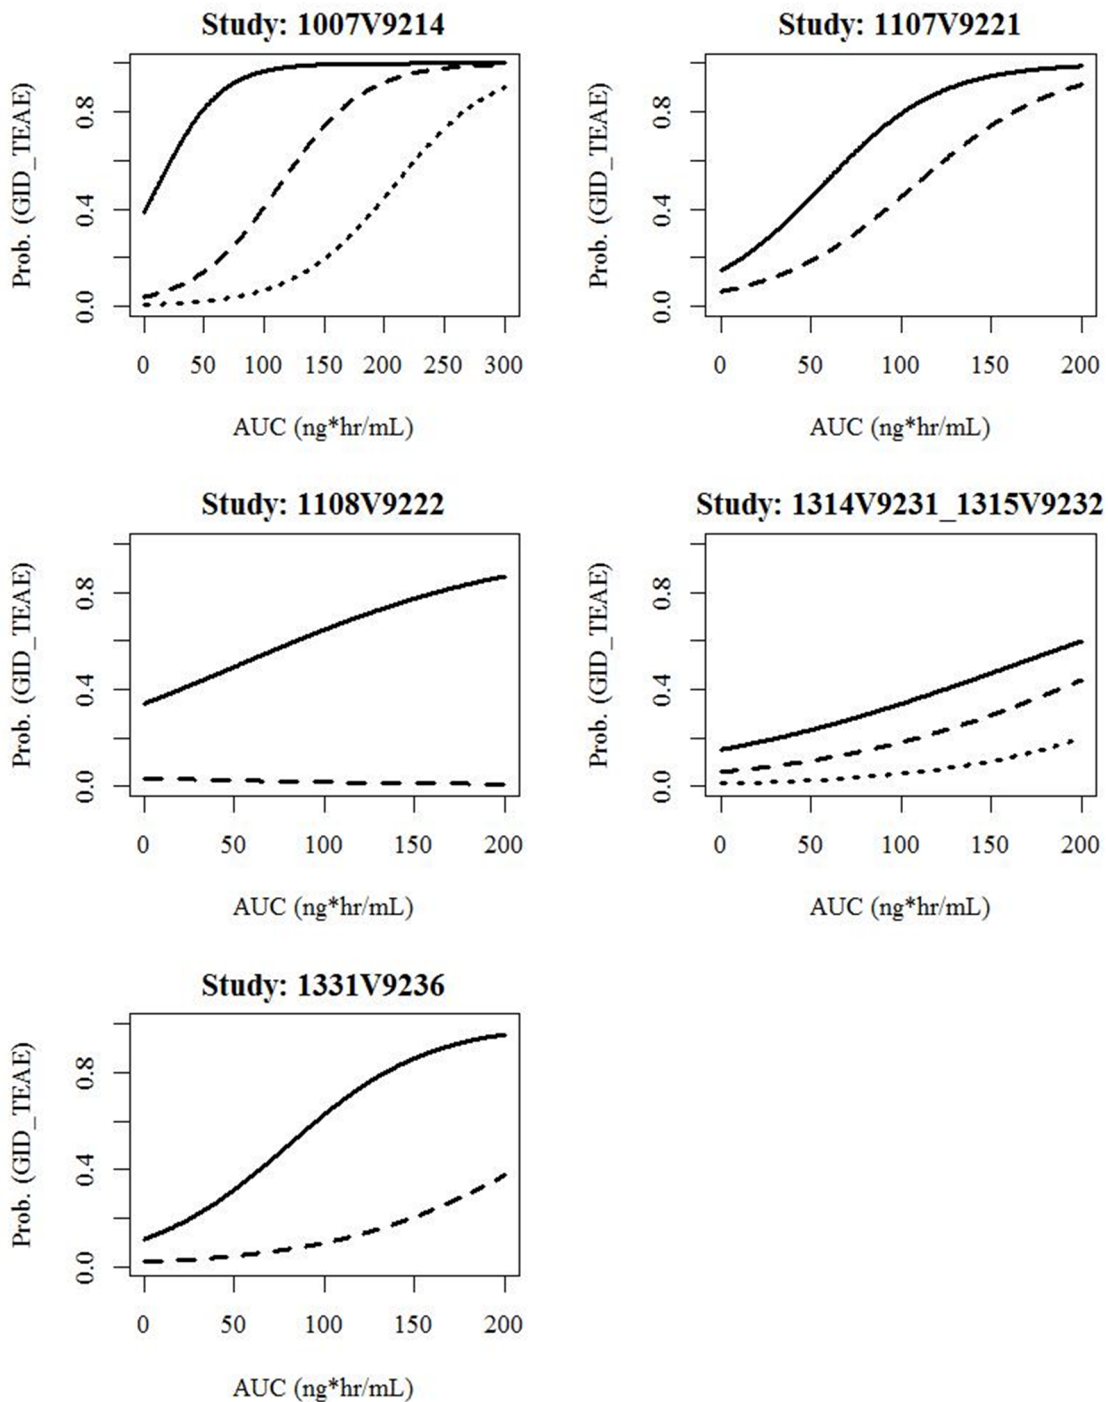 Study: 1007V9214
Prob. (GID_TEAE)
0.0 0.4 0.8
0 50 100 150 200 250 300
AUC (ng*hr/mL)
Study: 1107V9221
Prob. (GID_TEAE)
0.0 0.4 0.8
0 50 100 150 200
AUC (ng*hr/mL)
Study: 1108V9222
Prob. (GID_TEAE)
0.0 0.4 0.8
0 50 100 150 200
AUC (ng*hr/mL)
Study: 1314V9231_1315V9232
Prob. (GID_TEAE)
0.0 0.4 0.8
0 50 100 150 200
AUC (ng*hr/mL)
Study: 1331V9236
Prob. (GID_TEAE)
0.0 0.4 0.8
0 50 100 150 200
AUC (ng*hr/mL)